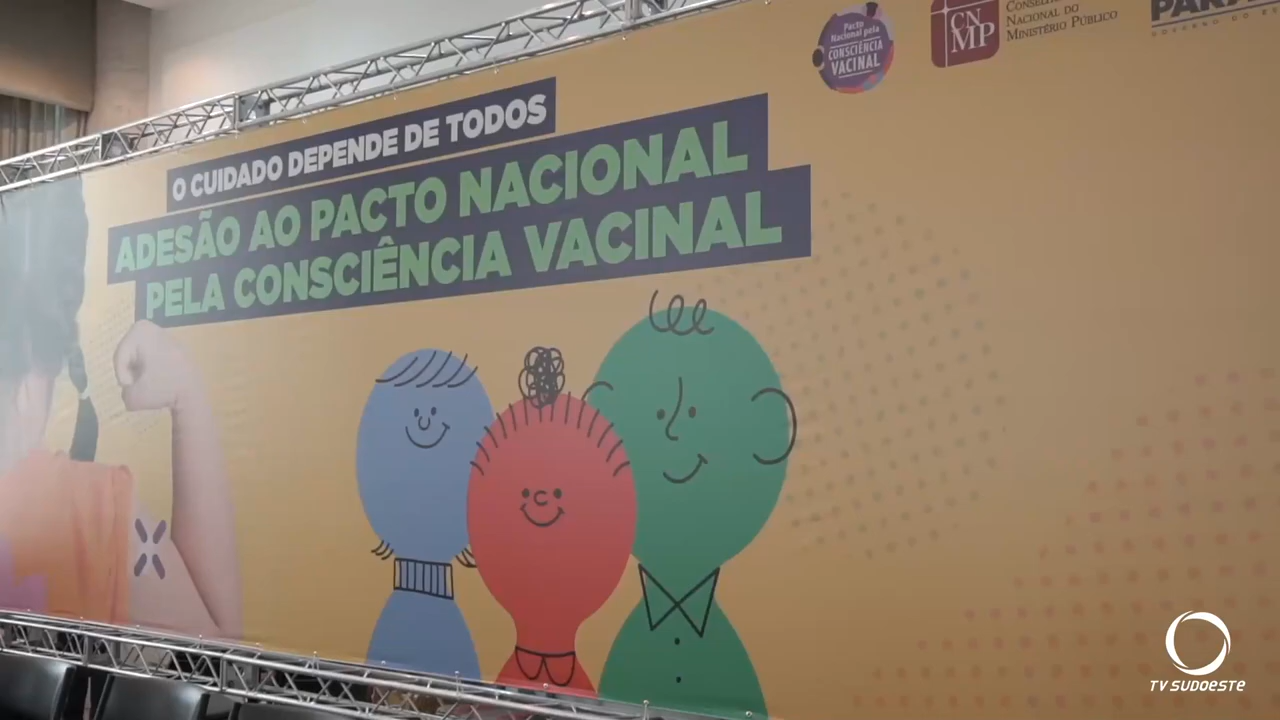 Pacto
Nacional pela
CONSCIÊNCIA
VACINAL
CN
MP
NACIONAL DO
MINISTÉRIO PÚBLICO
O CUIDADO DEPENDE DE TODOS
ADESÃO AO PACTO NACIONAL
PELA CONSCIÊNCIA VACINAL
TV SUDOESTE